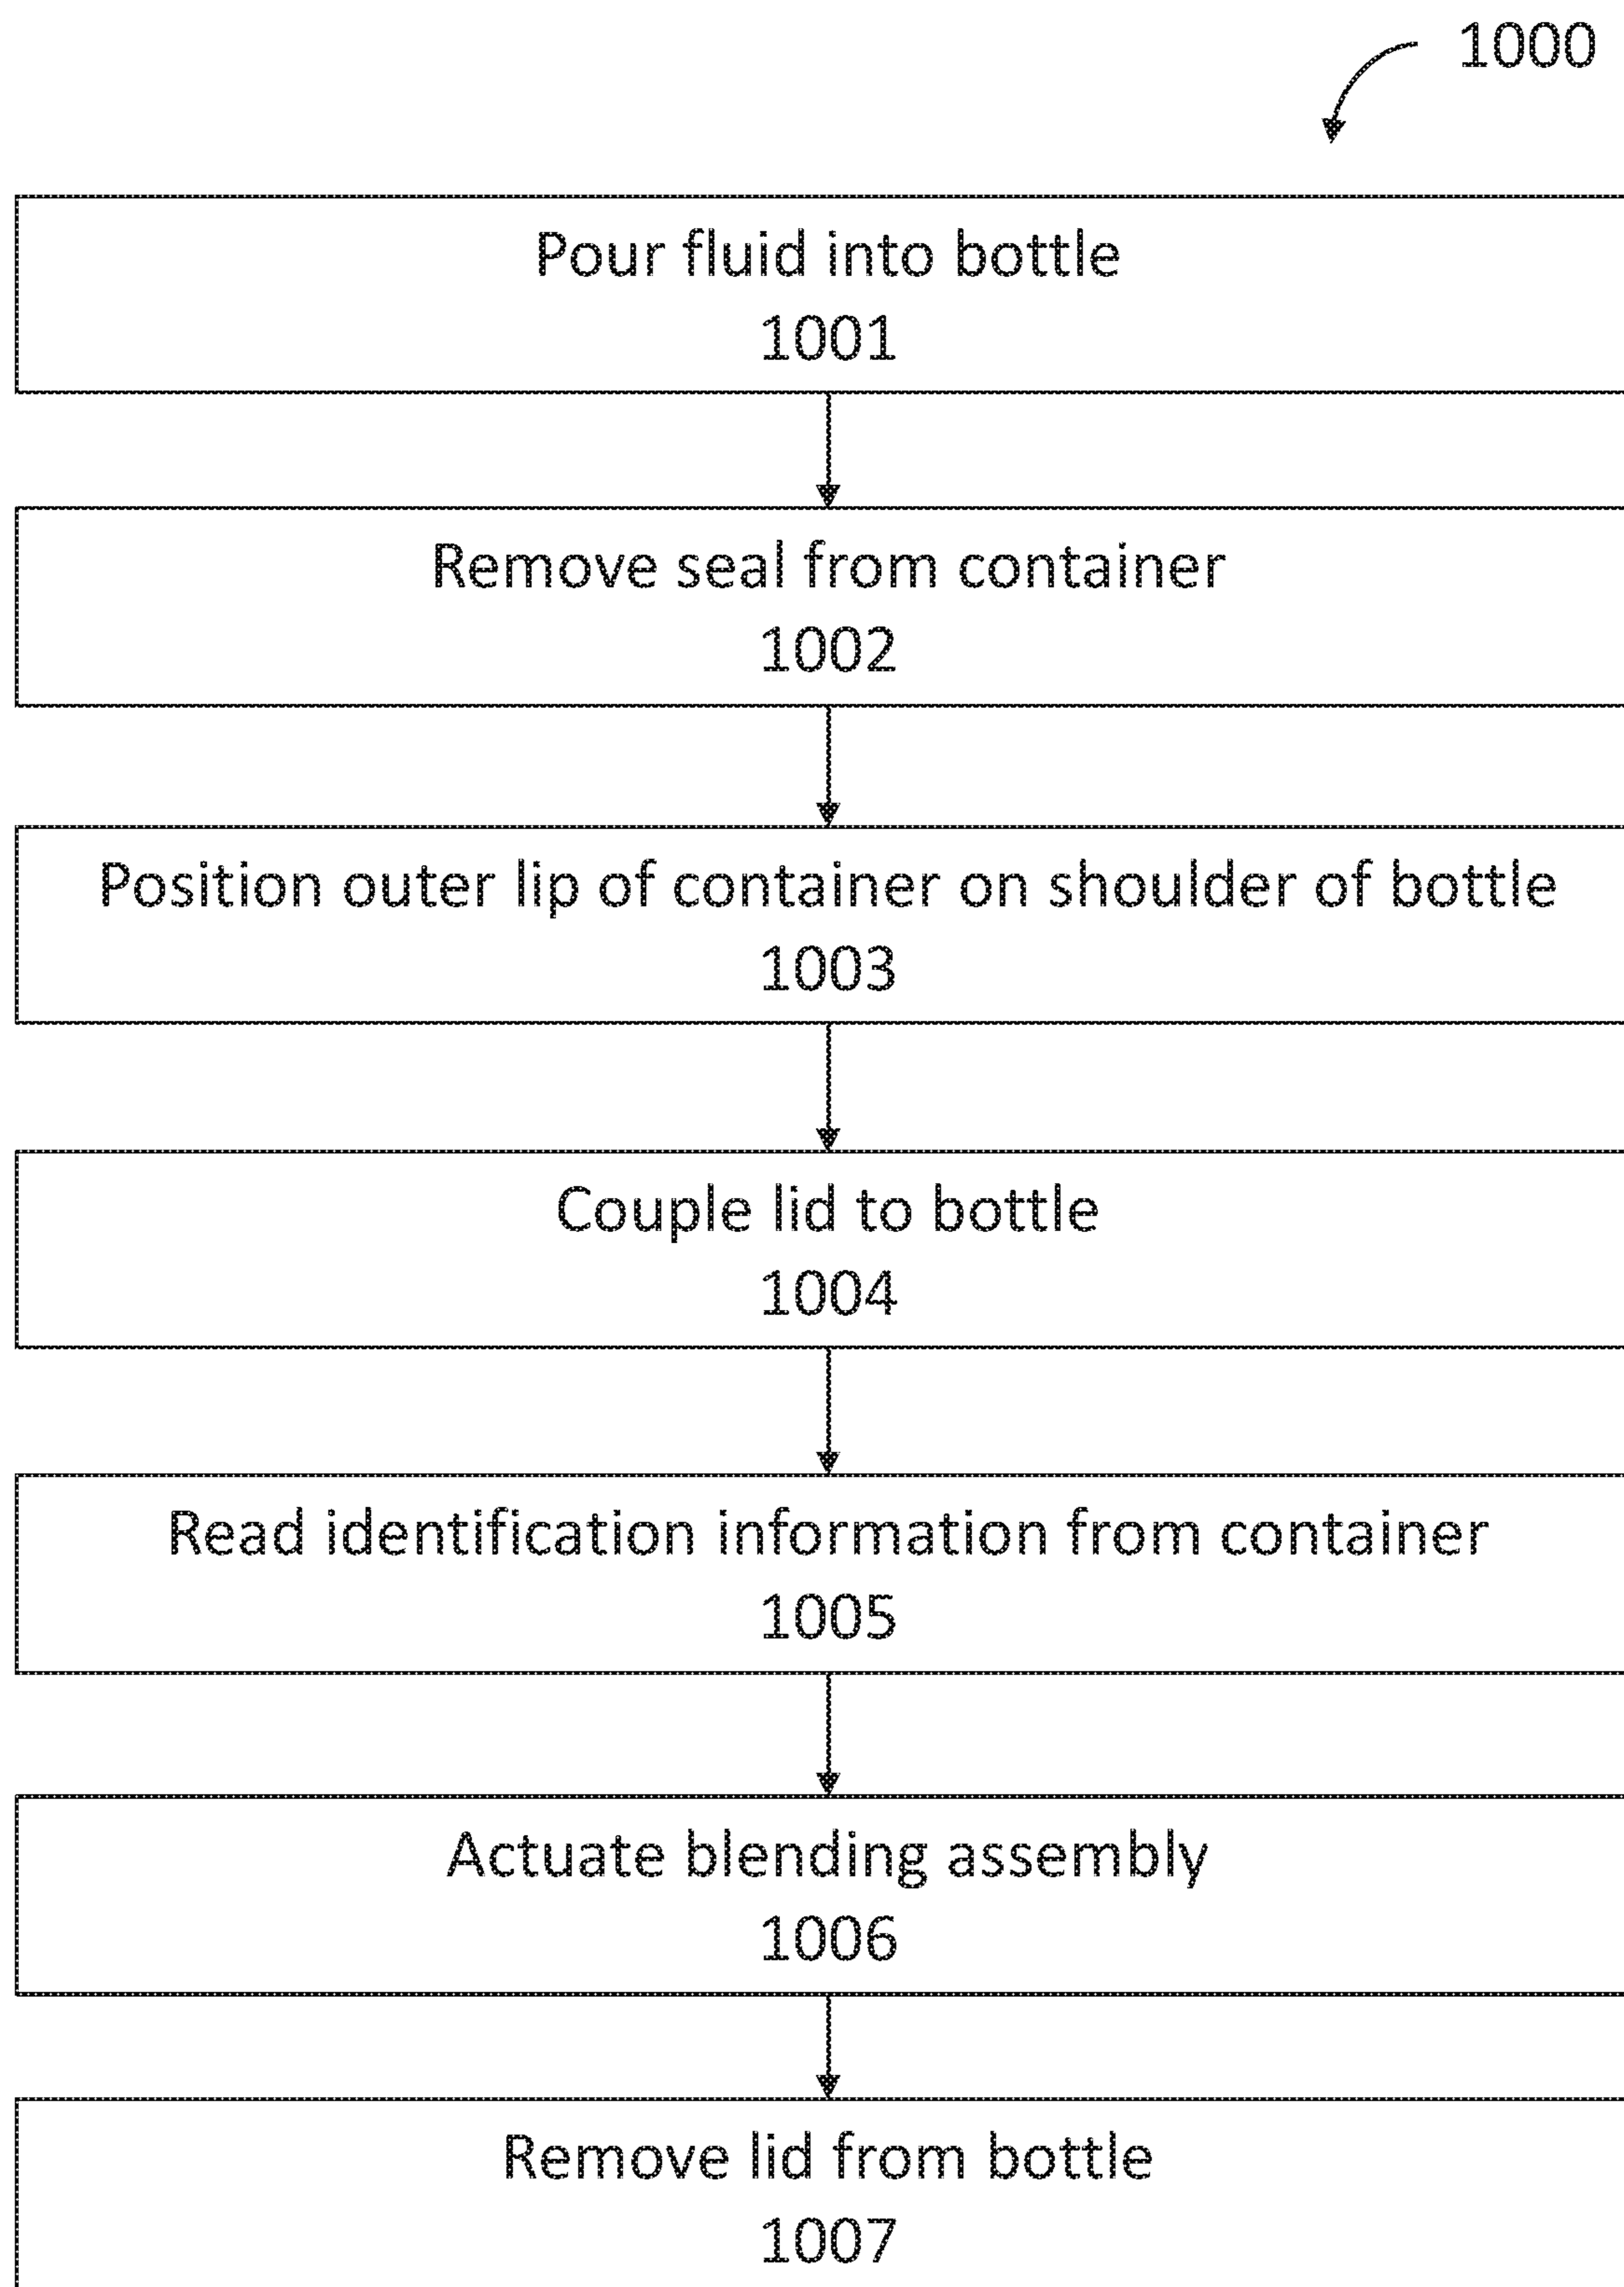 1000
Pour fluid into bottle
1001
Remove seal from container
1002
Position outer lip of container on shoulder of bottle
1003
Couple lid to bottle
1004
Read identification information from container
1005
Actuate blending assembly
1006
Remove lid from bottle
1007